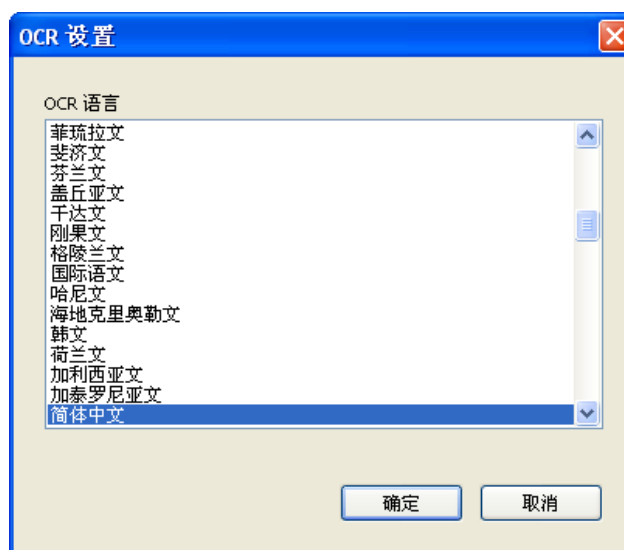 OCR 设置
OCR 语言
菲琉拉文
斐济文
芬兰文
盖丘亚文
干达文
刚果文
格陵兰文
国际语文
哈尼文
海地克里奥勒文
韩文
荷兰文
加利西亚文
加泰罗尼亚文
简体中文
确定
取消